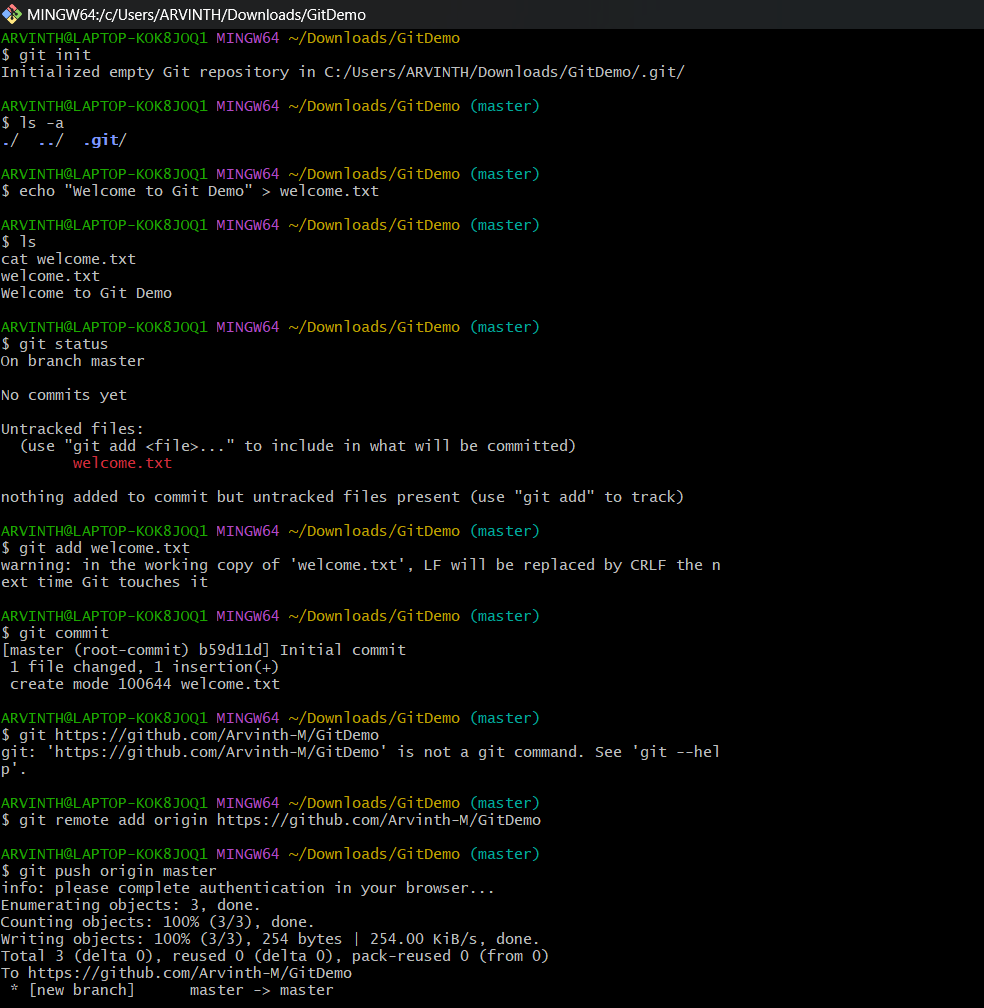 MINGW64:/c/Users/ARVINTH/Downloads/GitDemo
ARVINTH@LAPTOP-KOK8JOQ1 MINGW64 ~/Downloads/GitDemo
$ git init
Initialized empty Git repository in C:/Users/ARVINTH/Downloads/GitDemo/.git/
ARVINTH@LAPTOP-KOK8JOQ1 MINGW64 ~/Downloads/GitDemo (master)
$ ls -a
./  ../  .git/
ARVINTH@LAPTOP-KOK8JOQ1 MINGW64 ~/Downloads/GitDemo (master)
$ echo "Welcome to Git Demo" > welcome.txt
ARVINTH@LAPTOP-KOK8JOQ1 MINGW64 ~/Downloads/GitDemo (master)
$ ls
cat welcome.txt
welcome.txt
Welcome to Git Demo
ARVINTH@LAPTOP-KOK8JOQ1 MINGW64 ~/Downloads/GitDemo (master)
$ git status
On branch master
No commits yet
Untracked files:
  (use "git add <file>..." to include in what will be committed)
        welcome.txt
nothing added to commit but untracked files present (use "git add" to track)
ARVINTH@LAPTOP-KOK8JOQ1 MINGW64 ~/Downloads/GitDemo (master)
$ git add welcome.txt
warning: in the working copy of 'welcome.txt', LF will be replaced by CRLF the n
ext time Git touches it
ARVINTH@LAPTOP-KOK8JOQ1 MINGW64 ~/Downloads/GitDemo (master)
$ git commit
[master (root-commit) b59d11d] Initial commit
 1 file changed, 1 insertion(+)
 create mode 100644 welcome.txt
ARVINTH@LAPTOP-KOK8JOQ1 MINGW64 ~/Downloads/GitDemo (master)
$ git https://github.com/Arvinth-M/GitDemo
git: 'https://github.com/Arvinth-M/GitDemo' is not a git command. See 'git --hel
p'.
ARVINTH@LAPTOP-KOK8JOQ1 MINGW64 ~/Downloads/GitDemo (master)
$ git remote add origin https://github.com/Arvinth-M/GitDemo
ARVINTH@LAPTOP-KOK8JOQ1 MINGW64 ~/Downloads/GitDemo (master)
$ git push origin master
info: please complete authentication in your browser...
Enumerating objects: 3, done.
Counting objects: 100% (3/3), done.
Writing objects: 100% (3/3), 254 bytes | 254.00 KiB/s, done.
Total 3 (delta 0), reused 0 (delta 0), pack-reused 0 (from 0)
To https://github.com/Arvinth-M/GitDemo
 * [new branch]      master -> master